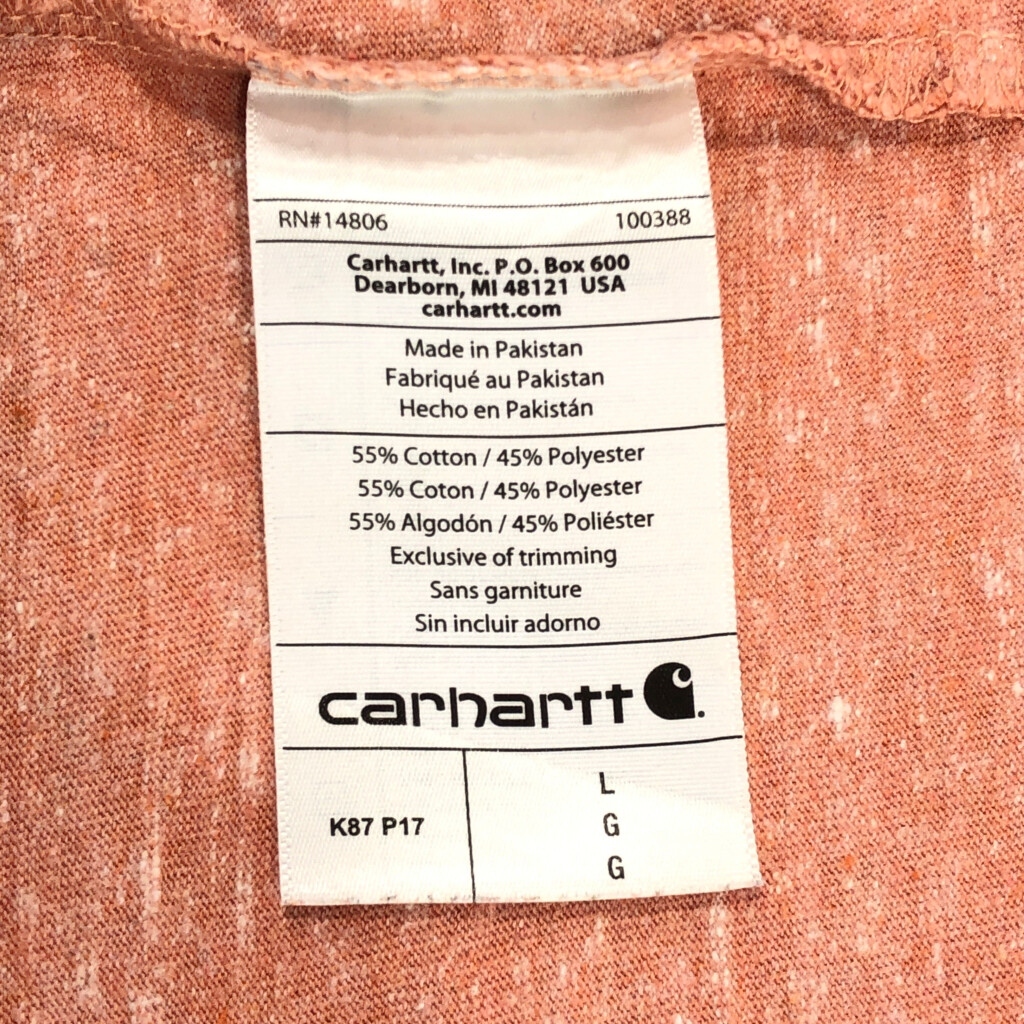 RN#14806 100388
Carhartt, Inc. P.O. Box 600
Dearborn, MI 48121 USA
carhartt.com
Made in Pakistan
Fabriqué au Pakistan
Hecho en Pakistán
55% Cotton / 45% Polyester
55% Coton / 45% Polyester
55% Algodón / 45% Poliéster
Exclusive of trimming
Sans garniture
Sin incluir adorno
carhartt
K87 P17
L
G
G